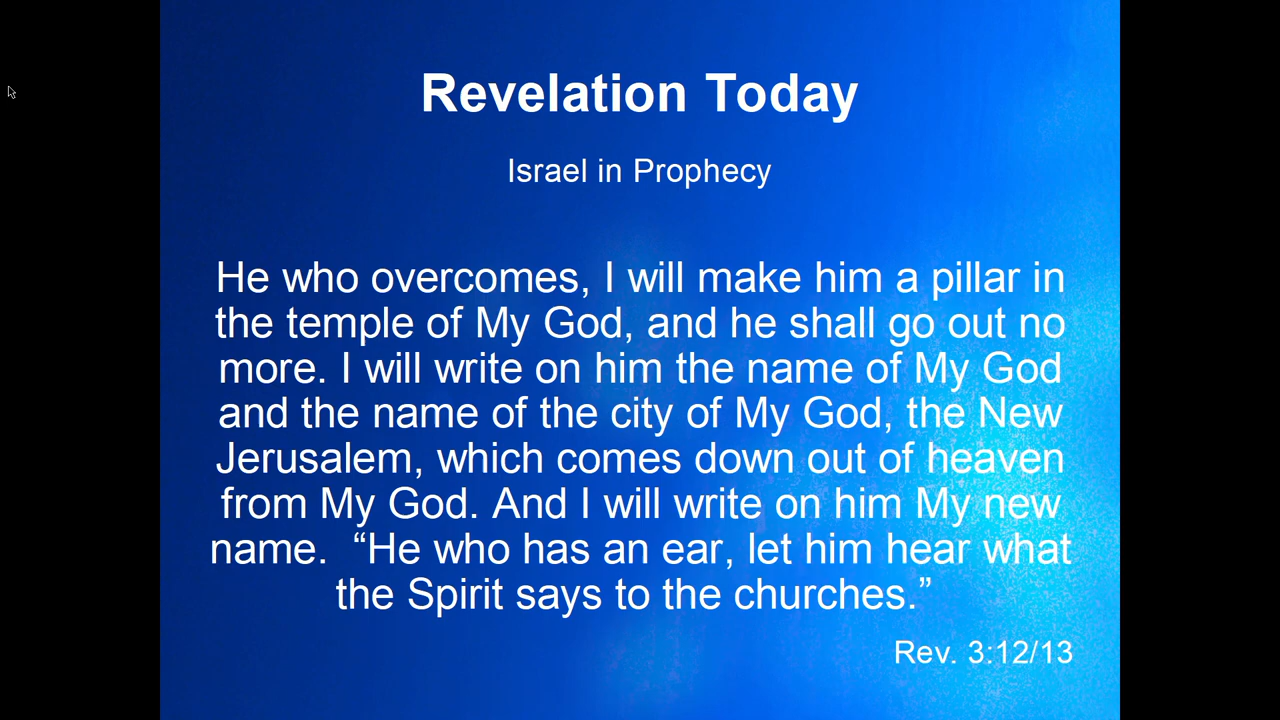 Revelation Today
Israel in Prophecy
He who overcomes, I will make him a pillar in
the temple of My God, and he shall go out no
more. I will write on him the name of My God
and the name of the city of My God, the New
Jerusalem, which comes down out of heaven
from My God. And I will write on him My new
name.  “He who has an ear, let him hear what
the Spirit says to the churches.”
Rev. 3:12/13